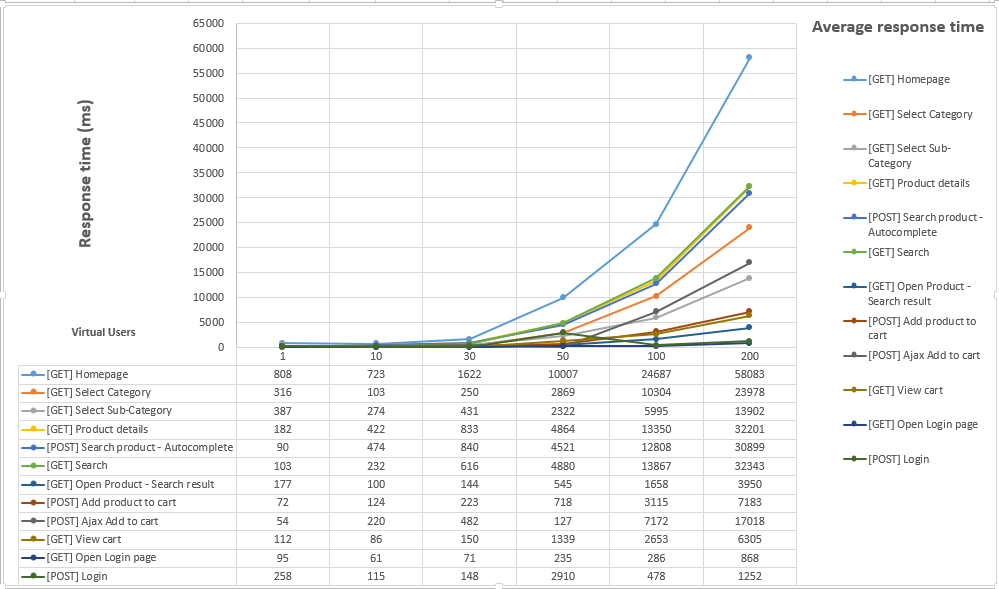 Average response time
65000
60000
55000
50000
45000
40000
35000
30000
25000
20000
15000
10000
5000
0
Response time (ms)
Virtual Users
1 10 30 50 100 200
[GET] Homepage 808 723 1622 10007 24687 58083
[GET] Select Category 316 103 250 2869 10304 23978
[GET] Select Sub-Category 387 274 431 2322 5995 13902
[GET] Product details 182 422 833 4864 13350 32201
[POST] Search product - Autocomplete 90 474 840 4521 12808 30899
[GET] Search 103 232 616 4880 13867 32343
[GET] Open Product - Search result 177 100 144 545 1658 3950
[POST] Add product to cart 72 124 223 718 3115 7183
[POST] Ajax Add to cart 54 220 482 127 7172 17018
[GET] View cart 112 86 150 1339 2653 6305
[GET] Open Login page 95 61 71 235 286 868
[POST] Login 258 115 148 2910 478 1252
[GET] Homepage
[GET] Select Category
[GET] Select Sub-
Category
[GET] Product details
[POST] Search product -
Autocomplete
[GET] Search
[GET] Open Product -
Search result
[POST] Add product to
cart
[POST] Ajax Add to cart
[GET] View cart
[GET] Open Login page
[POST] Login